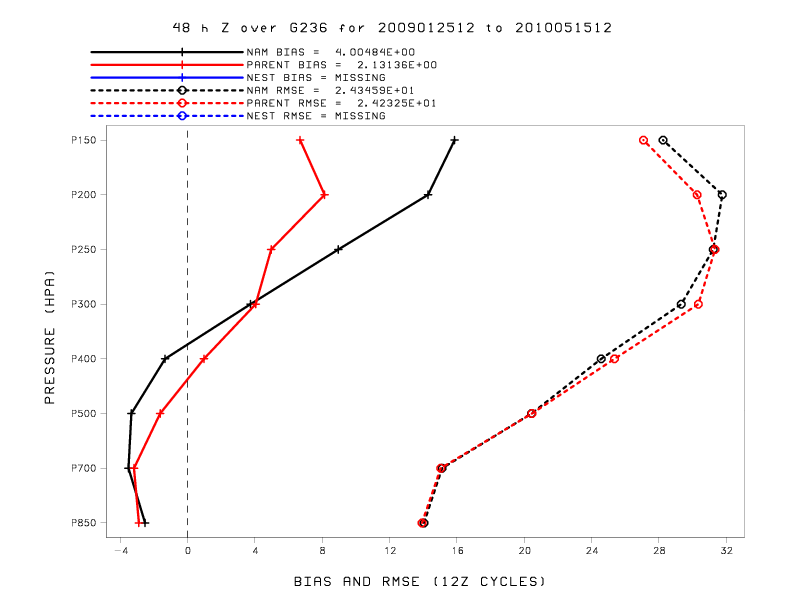 48 h Z over G236 for 2009012512 to 2010051512
NAM BIAS = 4.00484E+00
PARENT BIAS = 2.13136E+00
NEST BIAS = MISSING
NAM RMSE = 2.43459E+01
PARENT RMSE = 2.42325E+01
NEST RMSE = MISSING
P150
P200
P250
P300
P400
P500
P700
P850
PRESSURE (HPA)
-4 0 4 8 12 16 20 24 28 32
BIAS AND RMSE (12Z CYCLES)